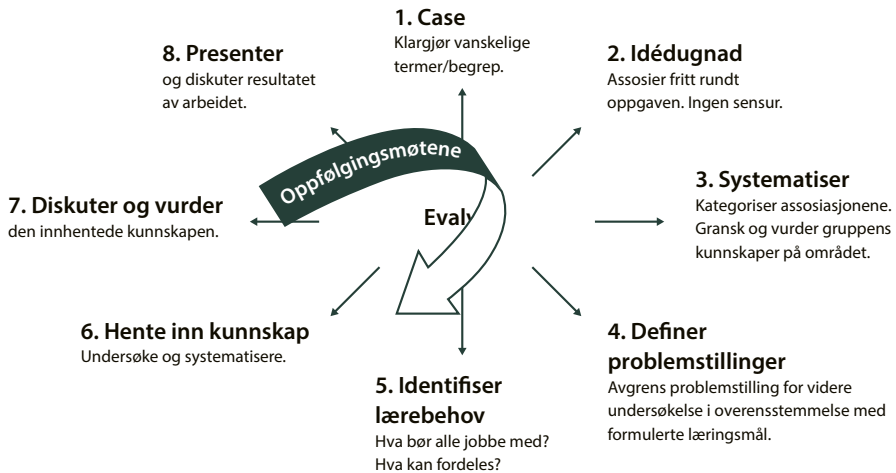 1. Case
Klargjør vanskelige
termer/begrep.
2. Idédugnad
Assosier fritt rundt
oppgaven. Ingen sensur.
3. Systematiser
Kategoriser assosiasjonene.
Gransk og vurder gruppens
kunnskaper på området.
4. Definer
problemstillinger
Avgrens problemstilling for videre
undersøkelse i overensstemmelse med
formulerte læringsmål.
5. Identifiser
lærebehov
Hva bør alle jobbe med?
Hva kan fordeles?
6. Hente inn kunnskap
Undersøke og systematisere.
7. Diskuter og vurder
den innhentede kunnskapen.
8. Presenter
og diskuter resultatet
av arbeidet.
Oppfølgingsmøtene